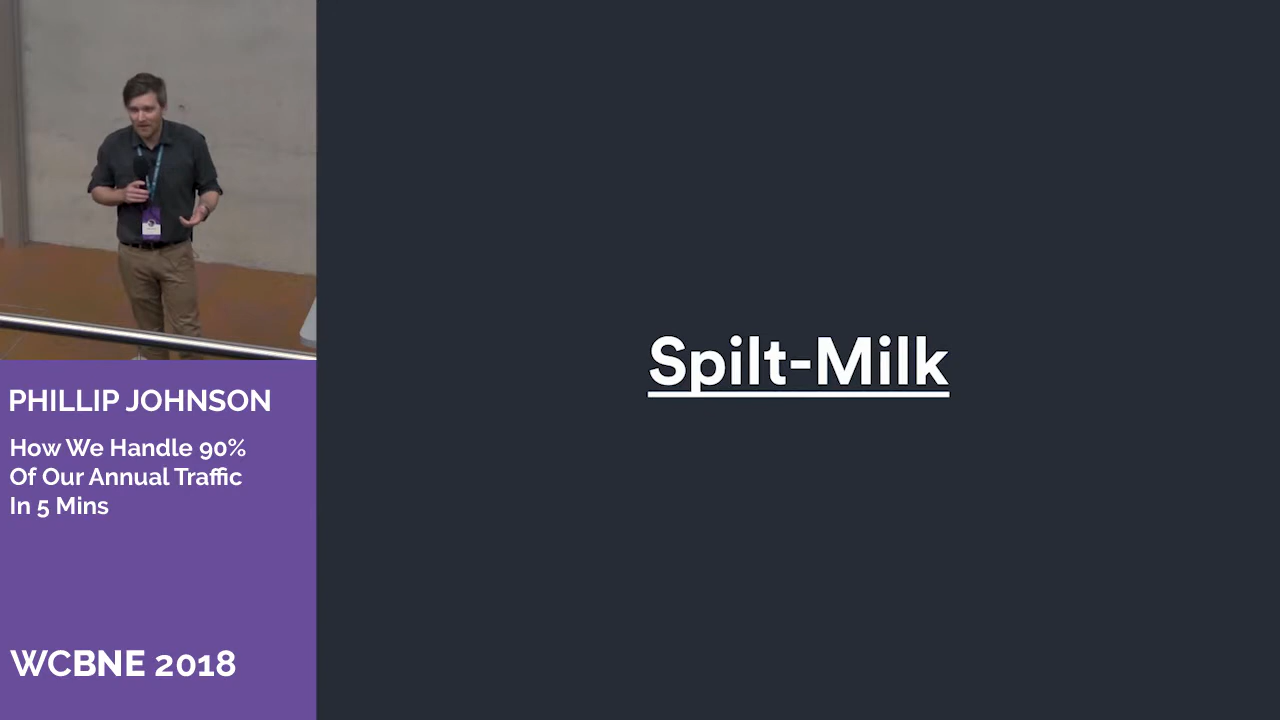 PHILLIP JOHNSON
How We Handle 90%
Of Our Annual Traffic
In 5 Mins
WCBNE 2018
Spilt-Milk